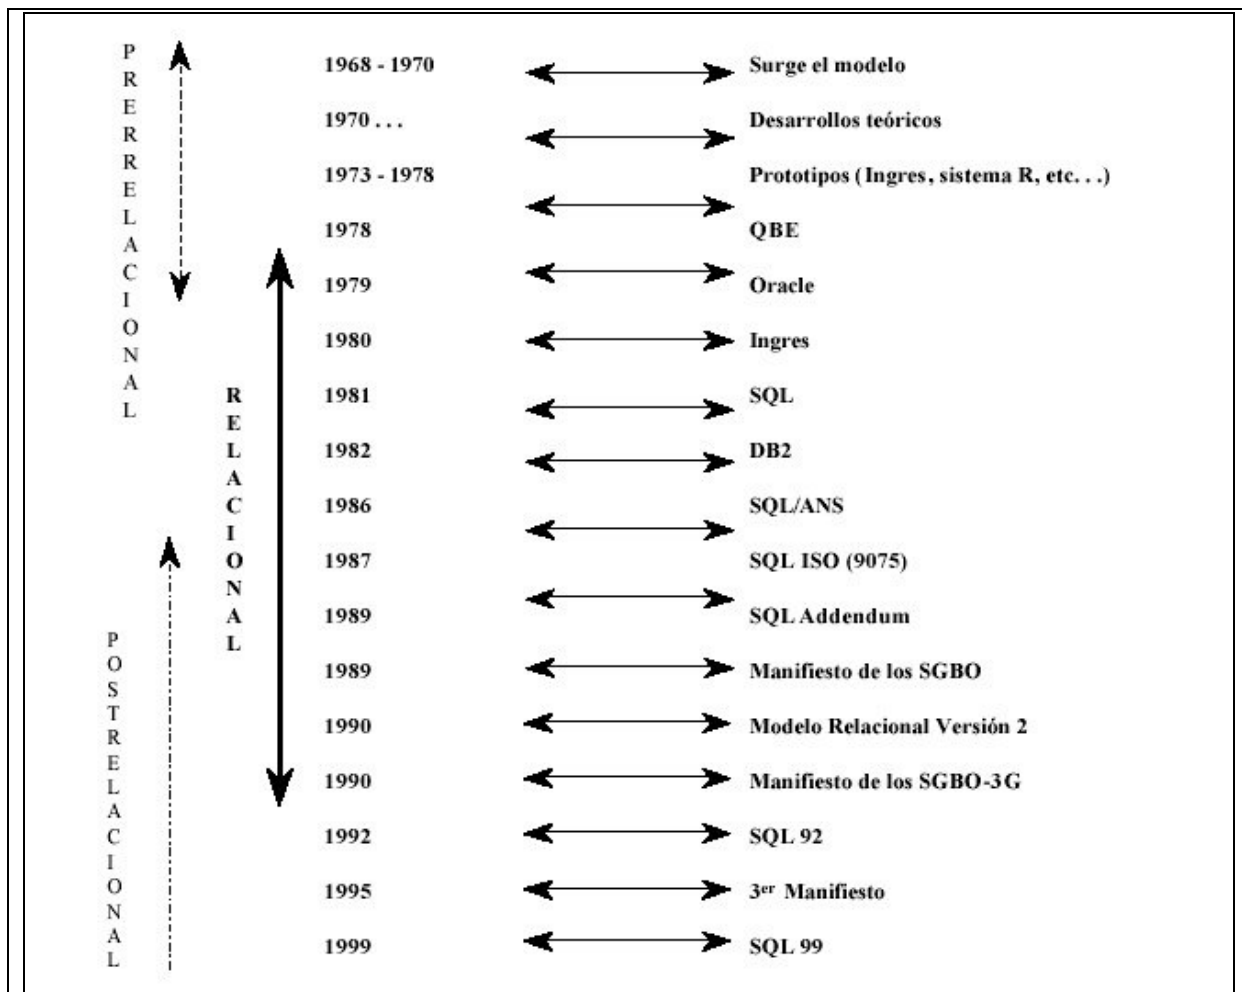 PRERRELACIONAL
RELACIONAL
POSTRELACIONAL
1968 - 1970 Surge el modelo
1970 . . . Desarrollos teóricos
1973 - 1978 Prototipos (Ingres, sistema R, etc. . .)
1978 QBE
1979 Oracle
1980 Ingres
1981 SQL
1982 DB2
1986 SQL/ANS
1987 SQL ISO (9075)
1989 SQL Addendum
1989 Manifiesto de los SGBO
1990 Modelo Relacional Versión 2
1990 Manifiesto de los SGBO-3G
1992 SQL 92
1995 3er Manifiesto
1999 SQL 99